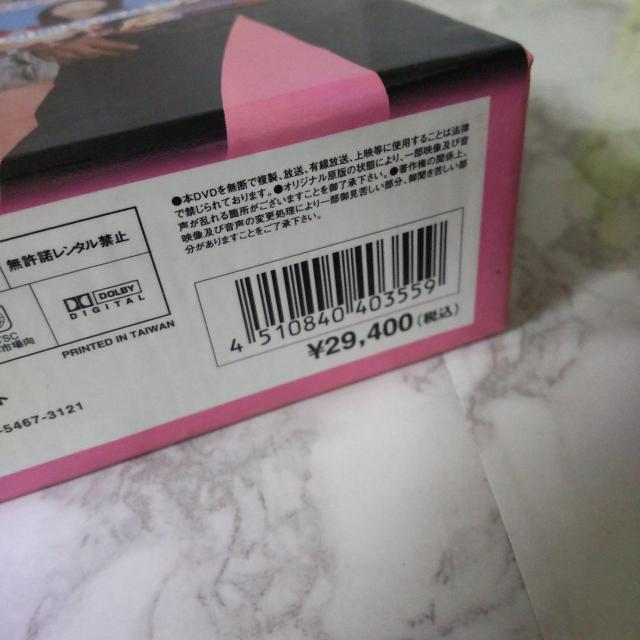 ●本DVDを無断で複製、放送、有線放送、上映等に使用することは法律
で禁じられております。●オリジナル原版の状態により、一部映像及び音
声が乱れる箇所がございますことを御了承下さい。●著作権の関係上、
映像及び音声の変更処理により一部御見苦しい部分、御聞き苦しい部
分がありますことをご了承下さい。
無許諾レンタル禁止
DOLBY
DIGITAL
市場向
PRINTED IN TAIWAN
4 510840 403559
¥29,400(税込)
-5467-3121